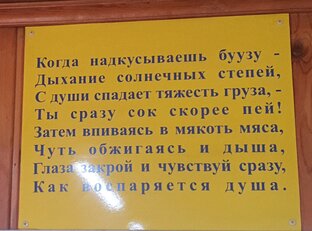 Когда надкусываешь буузу -
Дыхание солнечных степей,
С души спадает тяжесть груза, -
Ты сразу сок скорее пей!
Затем впиваясь в мякоть мяса,
Чуть обжигаясь и дыша,
Глаза закрой и чувствуй сразу,
Как воспаряется душа.